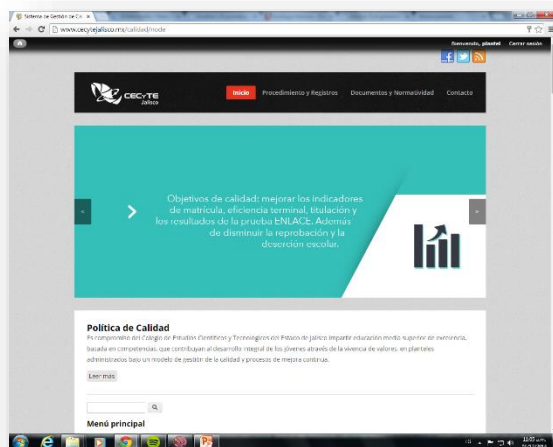 Sistema de Gestión de Ca
www.cecytejalisco.mx/calidad/node
Bienvenido, plantel Cerrar sesión
CECYTE
Jalisco
Inicio Procedimiento y Registros Documentos y Normatividad Contacto
Objetivos de calidad: mejorar los indicadores
de matrícula, eficiencia terminal, titulación y
los resultados de la prueba ENLACE. Además
de disminuir la reprobación y la
deserción escolar.
Política de Calidad
Es compromiso del Colegio de Estudios Científicos y Tecnológicos del Estado de Jalisco impartir educación media superior de excelencia,
basada en competencias, que contribuyan al desarrollo integral de los jóvenes através de la vivencia de valores, en planteles
administrados bajo un modelo de gestión de la calidad y procesos de mejora continua.
Leer más
Menú principal